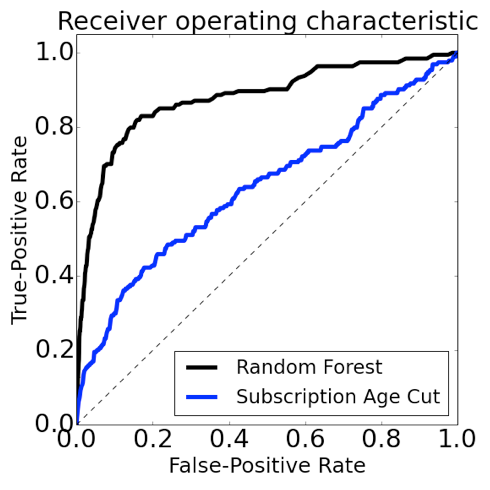 Receiver operating characteristic
True-Positive Rate
1.0
0.8
0.6
0.4
0.2
0.0
0.0 0.2 0.4 0.6 0.8 1.0
False-Positive Rate
Random Forest
Subscription Age Cut